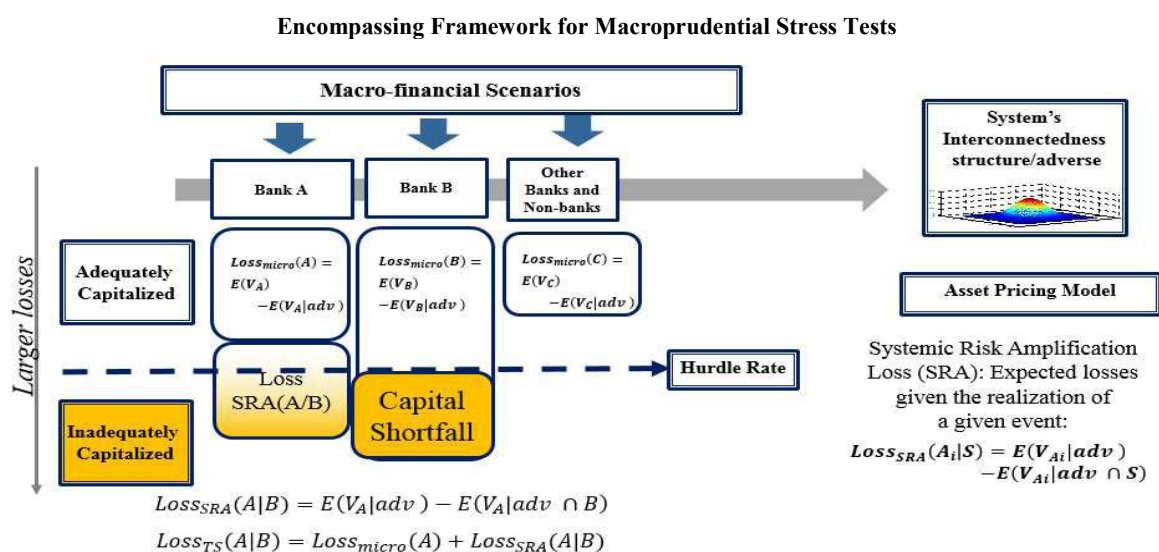 Encompassing Framework for Macroprudential Stress Tests
Macro-financial Scenarios
Bank A
Bank B
Other
Banks and
Non-banks
System's
Interconnectedness
structure/adverse
Larger losses
Adequately
Capitalized
Loss_micro(A) =
E(V_A)
−E(V_A|adv)
Loss_micro(B) =
E(V_B)
−E(V_B|adv)
Loss_micro(C) =
E(V_C)
−E(V_C|adv)
Asset Pricing Model
Hurdle Rate
Inadequately
Capitalized
Loss
SRA(A/B)
Capital
Shortfall
Systemic Risk Amplification
Loss (SRA): Expected losses
given the realization of
a given event:
Loss_SRA(A_i|S) = E(V_Ai|adv)
−E(V_Ai|adv ∩ S)
Loss_SRA(A|B) = E(V_A|adv) − E(V_A|adv ∩ B)
Loss_TS(A|B) = Loss_micro(A) + Loss_SRA(A|B)